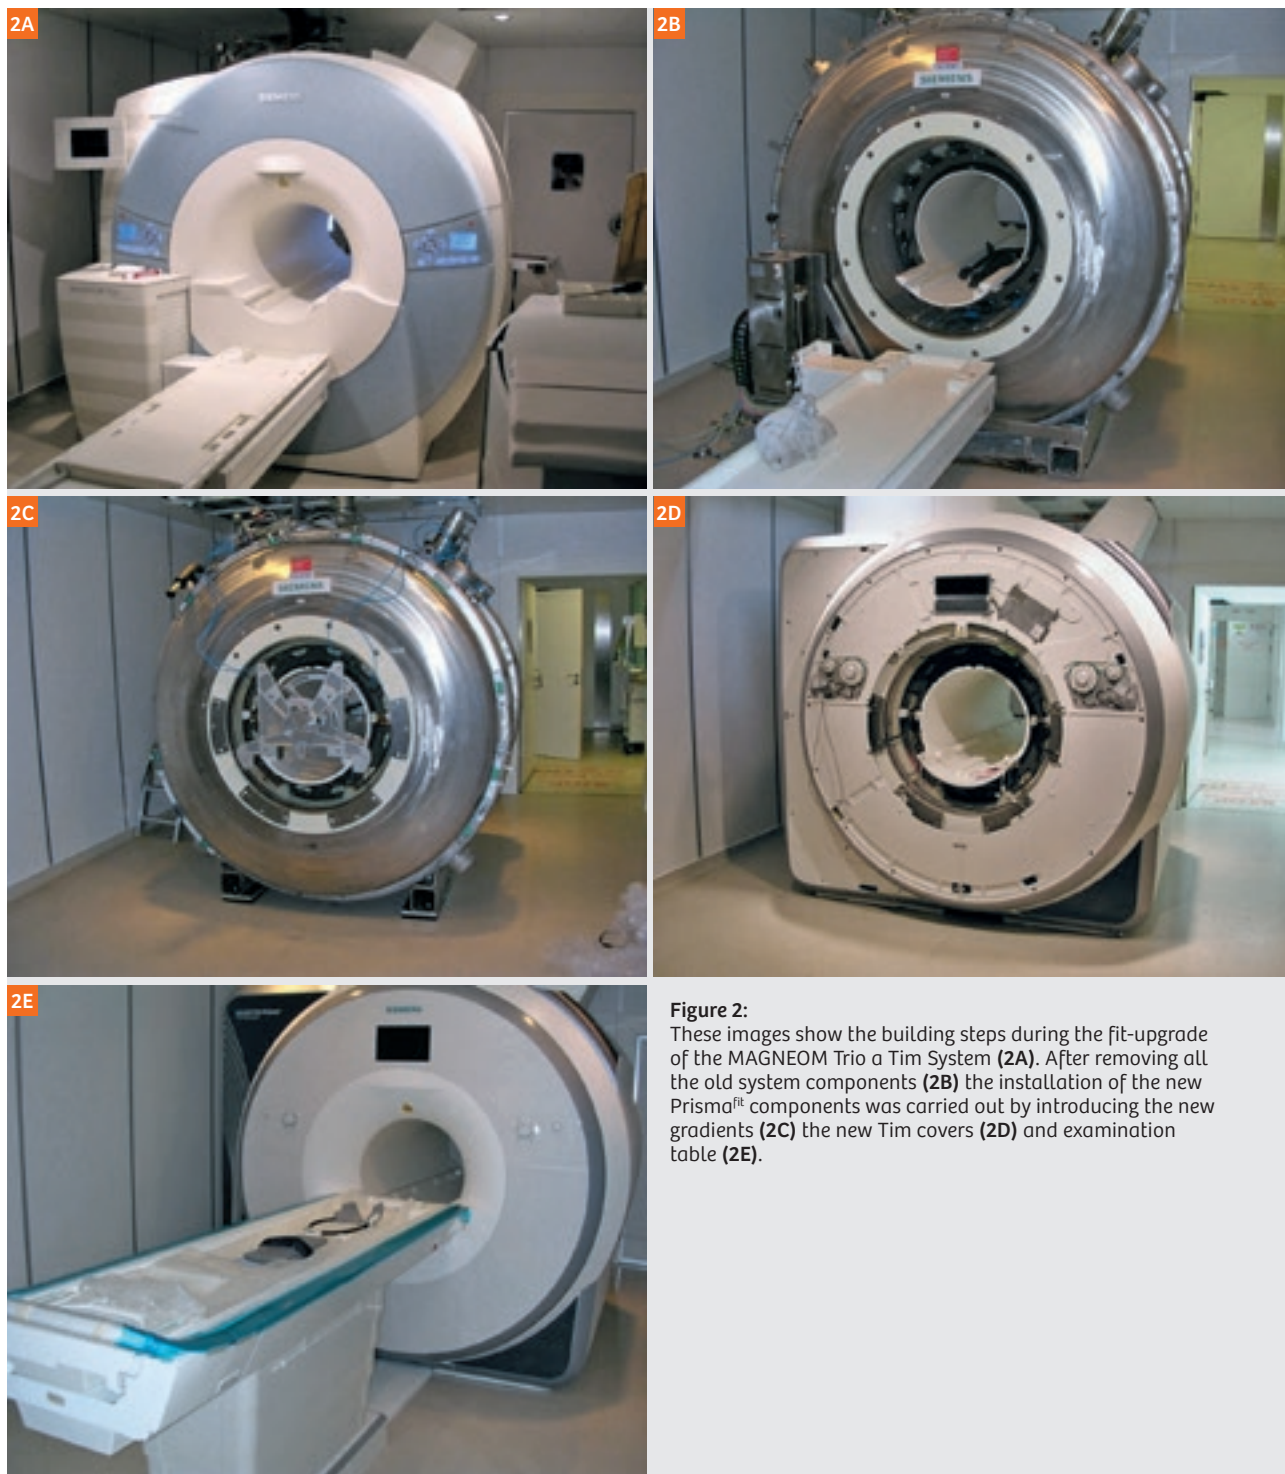 2A
2B
SIEMENS
SIEMENS
2C
2D
SIEMENS
2E
SIEMENS
Figure 2:
These images show the building steps during the fit-upgrade
of the MAGNEOM Trio a Tim System (2A). After removing all
the old system components (2B) the installation of the new
Prismafit components was carried out by introducing the new
gradients (2C) the new Tim covers (2D) and examination
table (2E).